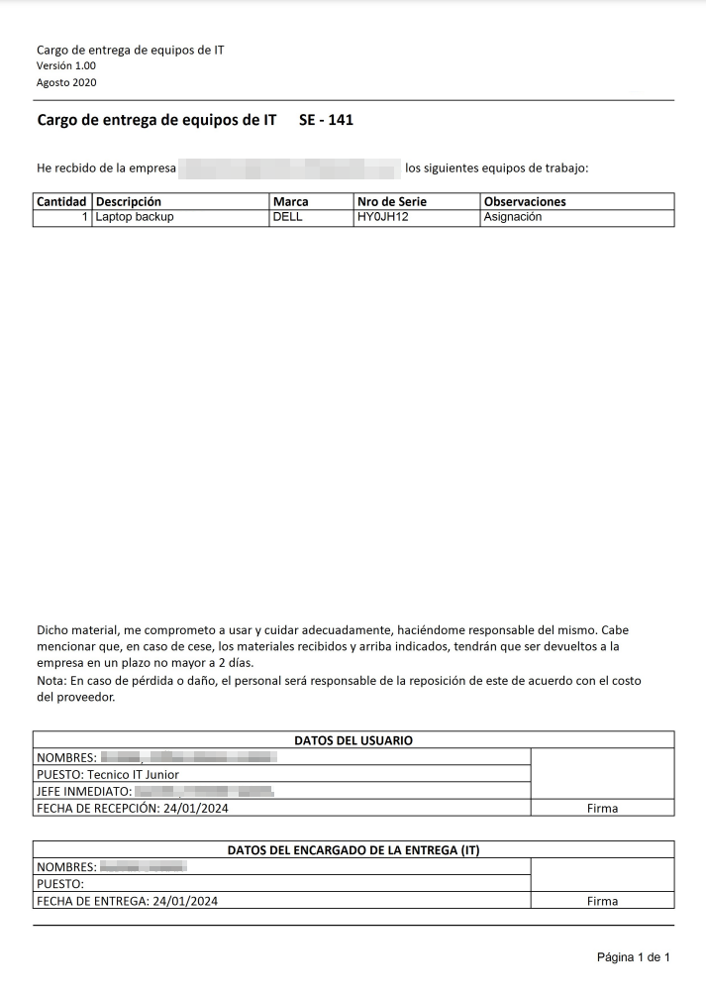 Cargo de entrega de equipos de IT
Versión 1.00
Agosto 2020
Cargo de entrega de equipos de IT SE - 141
He recbido de la empresa los siguientes equipos de trabajo:
Cantidad Descripción Marca Nro de Serie Observaciones
1 Laptop backup DELL HY0JH12 Asignación
Dicho material, me comprometo a usar y cuidar adecuadamente, haciéndome responsable del mismo. Cabe
mencionar que, en caso de cese, los materiales recibidos y arriba indicados, tendrán que ser devueltos a la
empresa en un plazo no mayor a 2 días.
Nota: En caso de pérdida o daño, el personal será responsable de la reposición de este de acuerdo con el costo
del proveedor.
DATOS DEL USUARIO
NOMBRES:
PUESTO: Tecnico IT Junior
JEFE INMEDIATO:
FECHA DE RECEPCIÓN: 24/01/2024 Firma
DATOS DEL ENCARGADO DE LA ENTREGA (IT)
NOMBRES:
PUESTO:
FECHA DE ENTREGA: 24/01/2024 Firma
Página 1 de 1